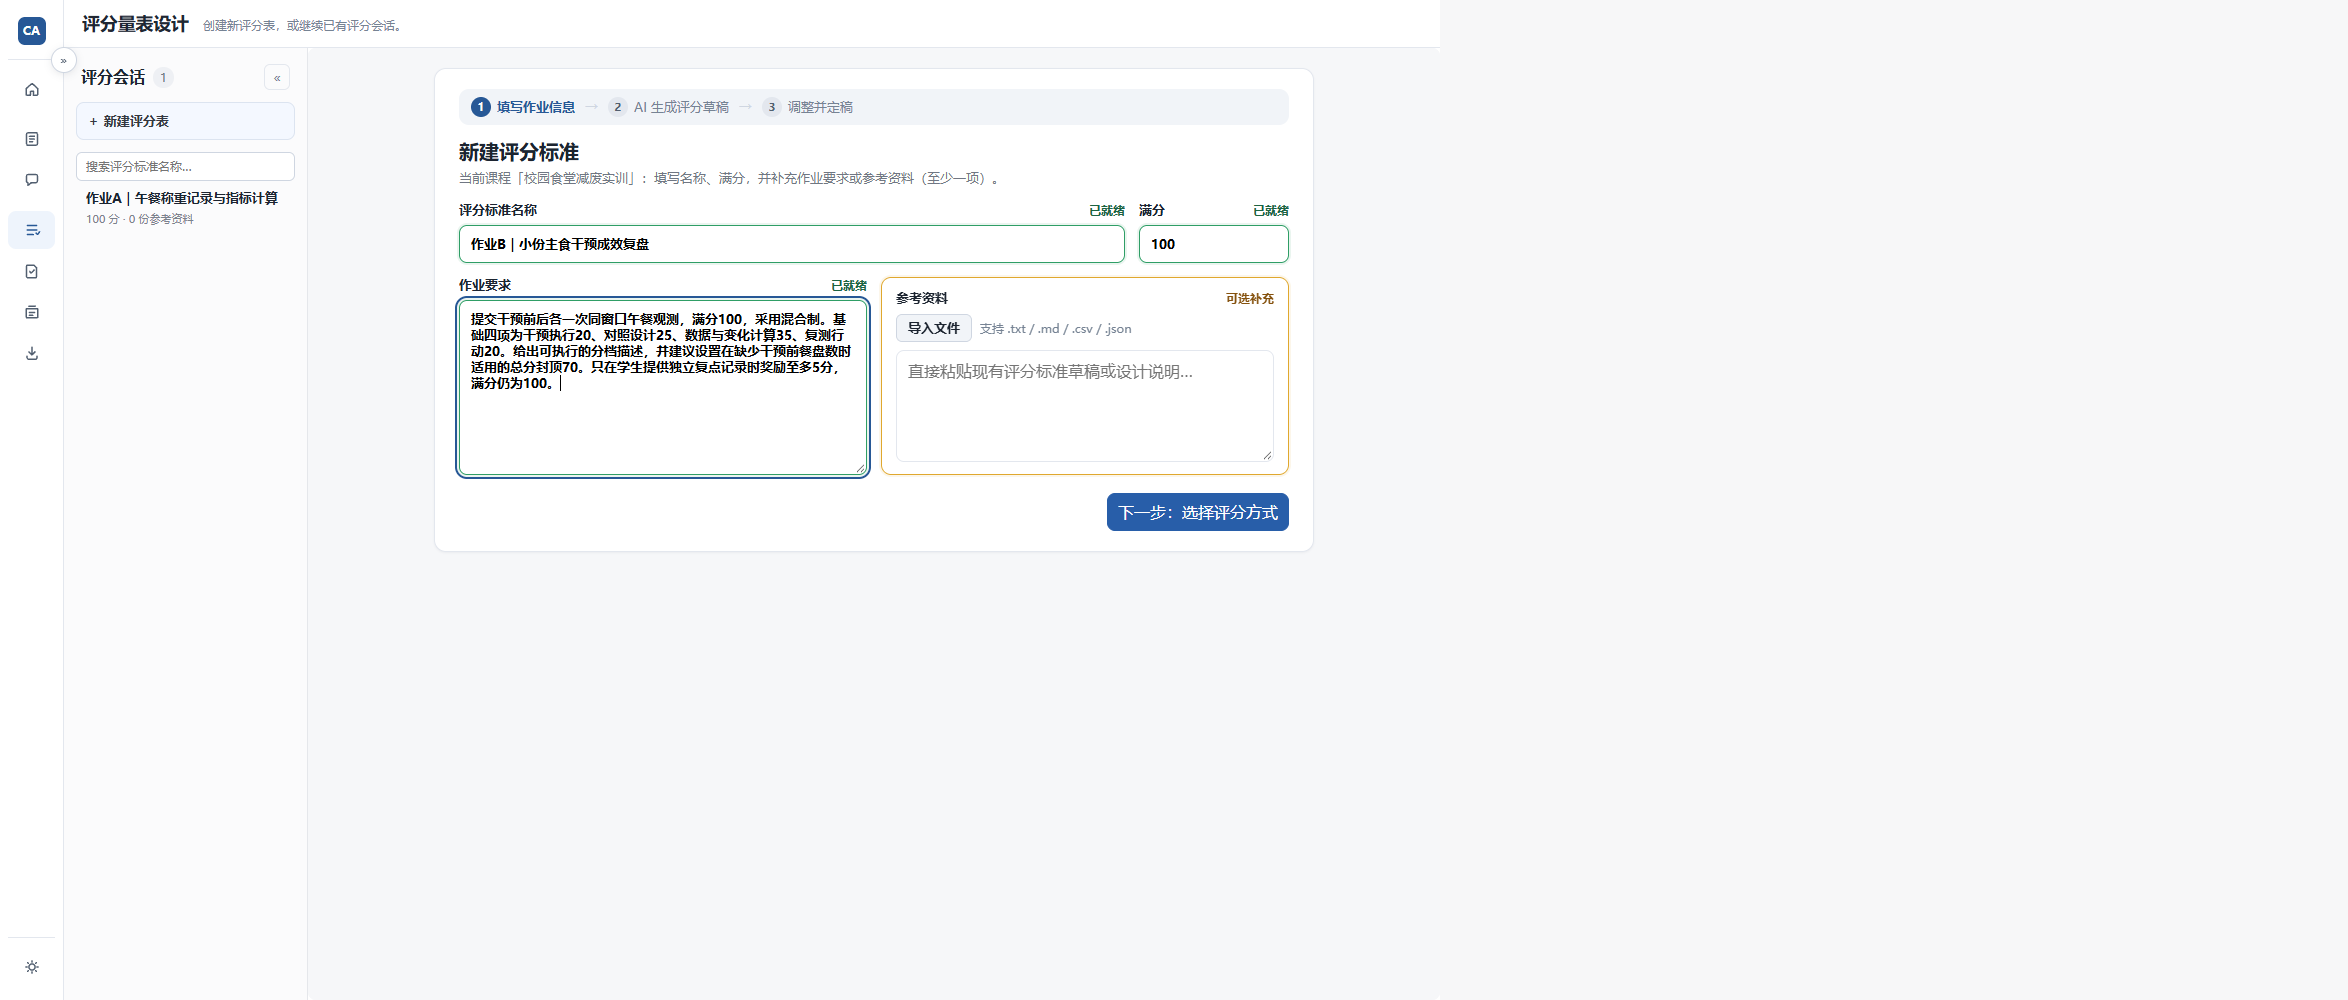 CA
评分量表设计 创建新评分表，或继续已有评分会话。
»
评分会话 1 «
+ 新建评分表
搜索评分标准名称...
作业A｜午餐称重记录与指标计算
100 分 · 0 份参考资料
1 填写作业信息 → 2 AI 生成评分草稿 → 3 调整并定稿
新建评分标准
当前课程「校园食堂减废实训」：填写名称、满分，并补充作业要求或参考资料（至少一项）。
评分标准名称 已就绪 满分 已就绪
作业B｜小份主食干预成效复盘 100
作业要求 已就绪
提交干预前后各一次同窗口午餐观测，满分100，采用混合制。基
础四项为干预执行20、对照设计25、数据与变化计算35、复测行
动20。给出可执行的分档描述，并建议设置在缺少干预前餐盘数时
适用的总分封顶70。只在学生提供独立复点记录时奖励至多5分，
满分仍为100。
参考资料 可选补充
导入文件 支持 .txt / .md / .csv / .json
直接粘贴现有评分标准草稿或设计说明...
下一步：选择评分方式